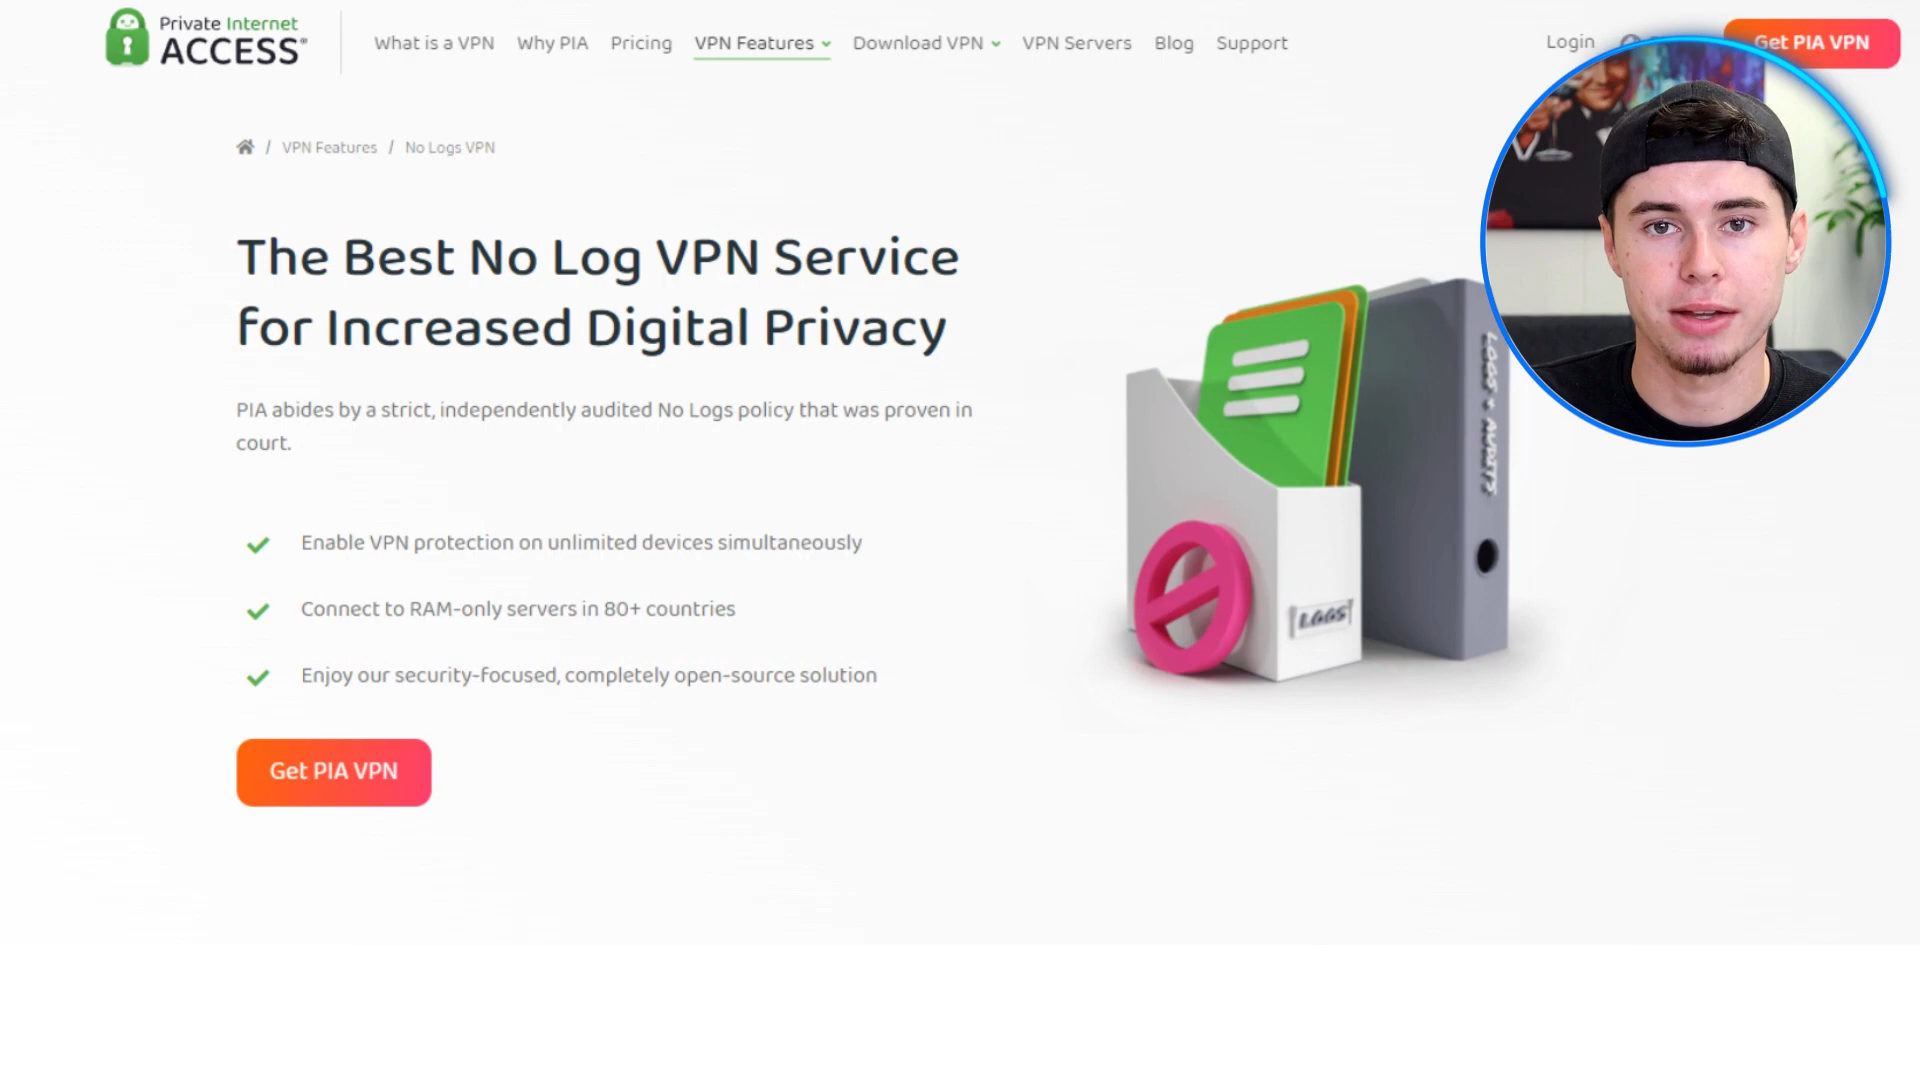 Private Internet
ACCESS®
What is a VPN
Why PIA
Pricing
VPN Features
Download VPN
VPN Servers
Blog
Support
Login
Get PIA VPN
/ VPN Features / No Logs VPN
The Best No Log VPN Service
for Increased Digital Privacy
PIA abides by a strict, independently audited No Logs policy that was proven in
court.
Enable VPN protection on unlimited devices simultaneously
Connect to RAM-only servers in 80+ countries
Enjoy our security-focused, completely open-source solution
Get PIA VPN
LOGS
LOGS + AUDITS